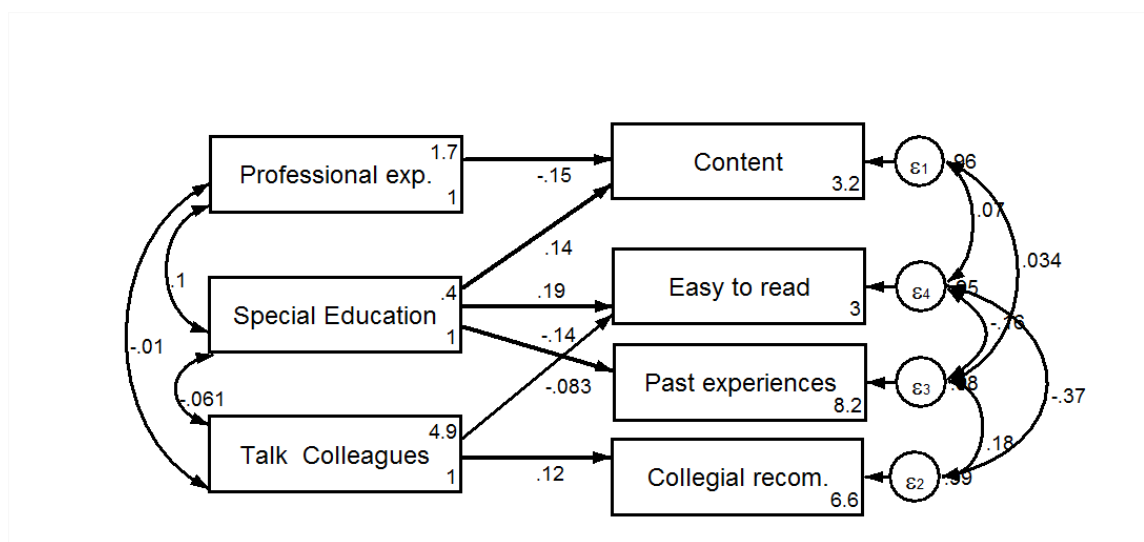 1.7
Professional exp.
1
-.15
Content
3.2
ε1
.96
.07
.034
.14
.1
.4
Special Education
1
.19
Easy to read
3
ε4
.95
-.16
-.14
-.01
-.061
-.083
Past experiences
8.2
ε3
.98
-.37
4.9
Talk Colleagues
1
.12
Collegial recom.
6.6
ε2
.99
.18